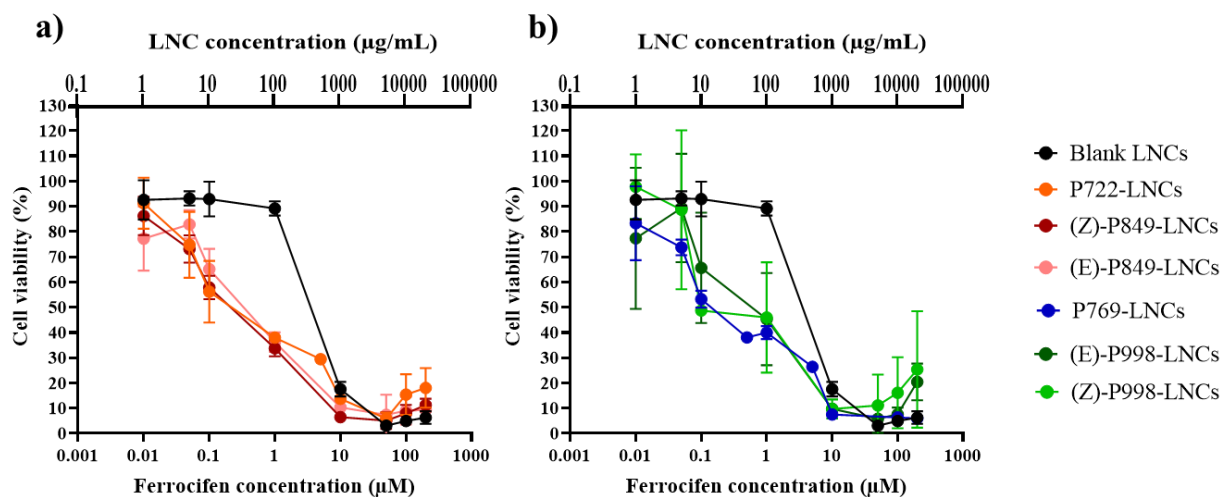 a)
LNC concentration (µg/mL)
0.1 1 10 100 1000 10000 100000
130
120
110
100
90
80
70
60
50
40
30
20
10
0
Cell viability (%)
0.001 0.01 0.1 1 10 100 1000
Ferrocifen concentration (µM)
b)
LNC concentration (µg/mL)
0.1 1 10 100 1000 10000 100000
130
120
110
100
90
80
70
60
50
40
30
20
10
0
Cell viability (%)
0.001 0.01 0.1 1 10 100 1000
Ferrocifen concentration (µM)
Blank LNCs
P722-LNCs
(Z)-P849-LNCs
(E)-P849-LNCs
P769-LNCs
(E)-P998-LNCs
(Z)-P998-LNCs